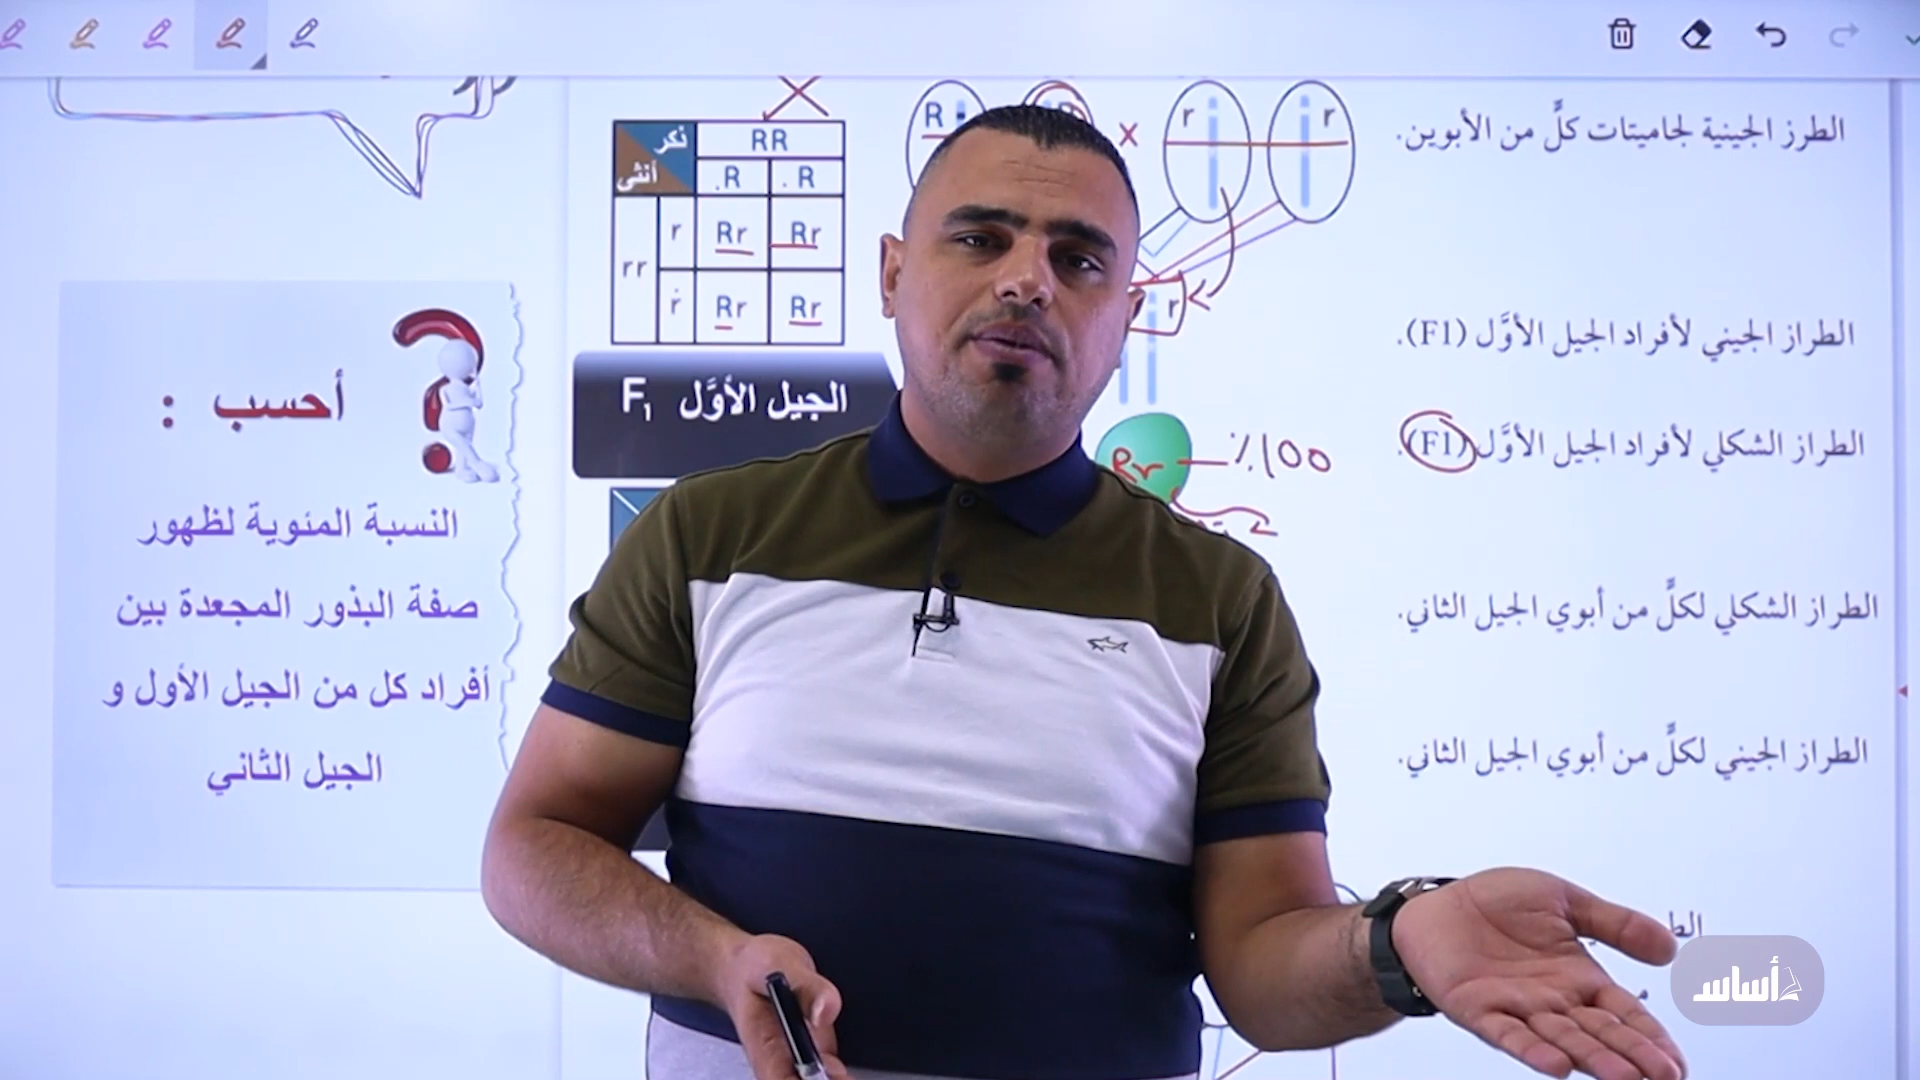 الطرز الجينية لجاميتات كلٍّ من الأبوين.
R × r r
ذكر RR
أنثى .R . R
rr r Rr Rr
r Rr Rr
r
الطراز الجيني لأفراد الجيل الأوَّل (F1).
الجيل الأوَّل F1
الطراز الشكلي لأفراد الجيل الأوَّل (F1).
Rr ٪100
الطراز الشكلي لكلٍّ من أبوي الجيل الثاني.
الطراز الجيني لكلٍّ من أبوي الجيل الثاني.
أحسب :
النسبة المئوية لظهور
صفة البذور المجعدة بين
أفراد كل من الجيل الأول و
الجيل الثاني
أساس